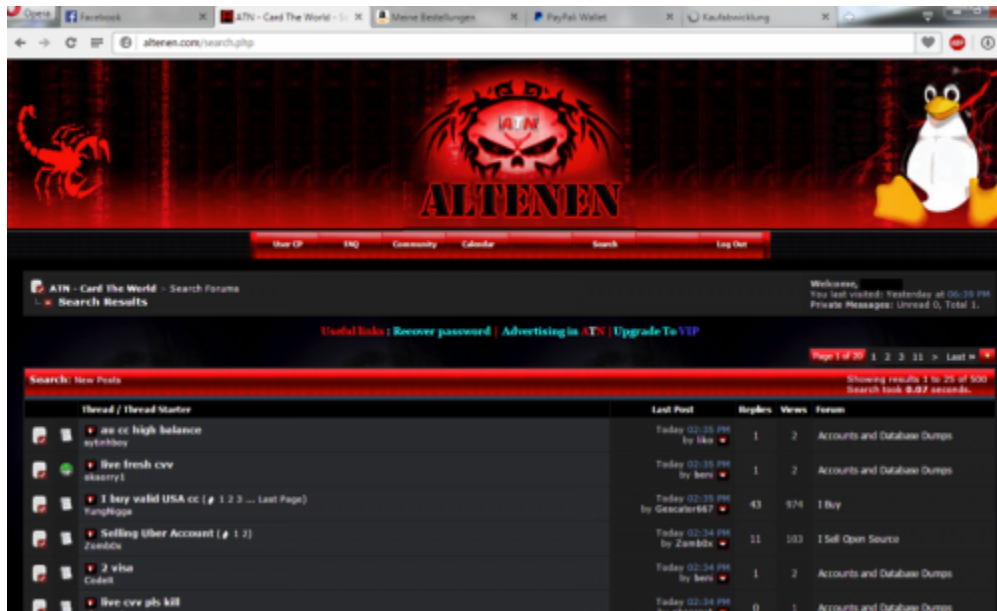 Opera Facebook ATN - Card The World - Se Meine Bestellungen PayPal: Wallet Kaufabwicklung
altenen.com/search.php
ATN
ALTENEN
User CP FAQ Community Calendar Search Log Out
ATN - Card The World > Search Forums
Search Results
Welcome,
You last visited: Yesterday at 06:39 PM
Private Messages: Unread 0, Total 1.
Useful links : Recover password | Advertising in ATN | Upgrade To VIP
Page 1 of 20 1 2 3 11 > Last »
Search: New Posts
Showing results 1 to 25 of 500
Search took 0.07 seconds.
Thread / Thread Starter Last Post Replies Views Forum
au cc high balance Today 02:35 PM
sytinhboy by liko 1 2 Accounts and Database Dumps
live fresh cvv Today 02:35 PM
by beni 1 2 Accounts and Database Dumps
I buy valid USA cc ( 1 2 3 ... Last Page) Today 02:35 PM
YungNigga by Gescater667 43 974 I Buy
Selling Uber Account ( 1 2) Today 02:34 PM
Zomb0x by Zomb0x 11 103 I Sell Open Source
2 visa Today 02:34 PM
CodeR by beni 1 2 Accounts and Database Dumps
live cvv pls kill Today 02:34 PM
0 1 Accounts and Database Dumps